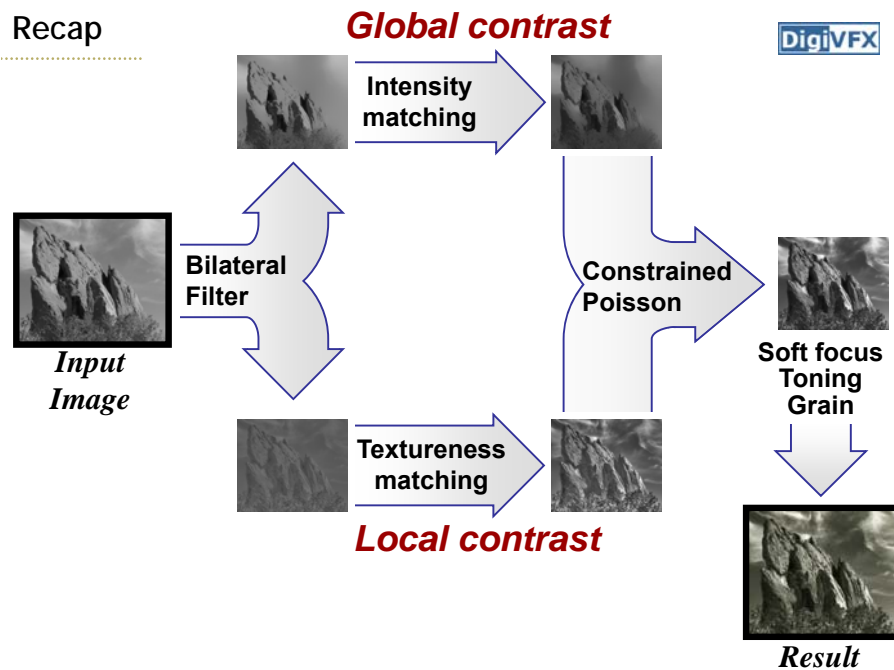 Recap
Global contrast
DigiVFX
Intensity
matching
Bilateral
Filter
Input
Image
Constrained
Poisson
Textureness
matching
Local contrast
Soft focus
Toning
Grain
Result